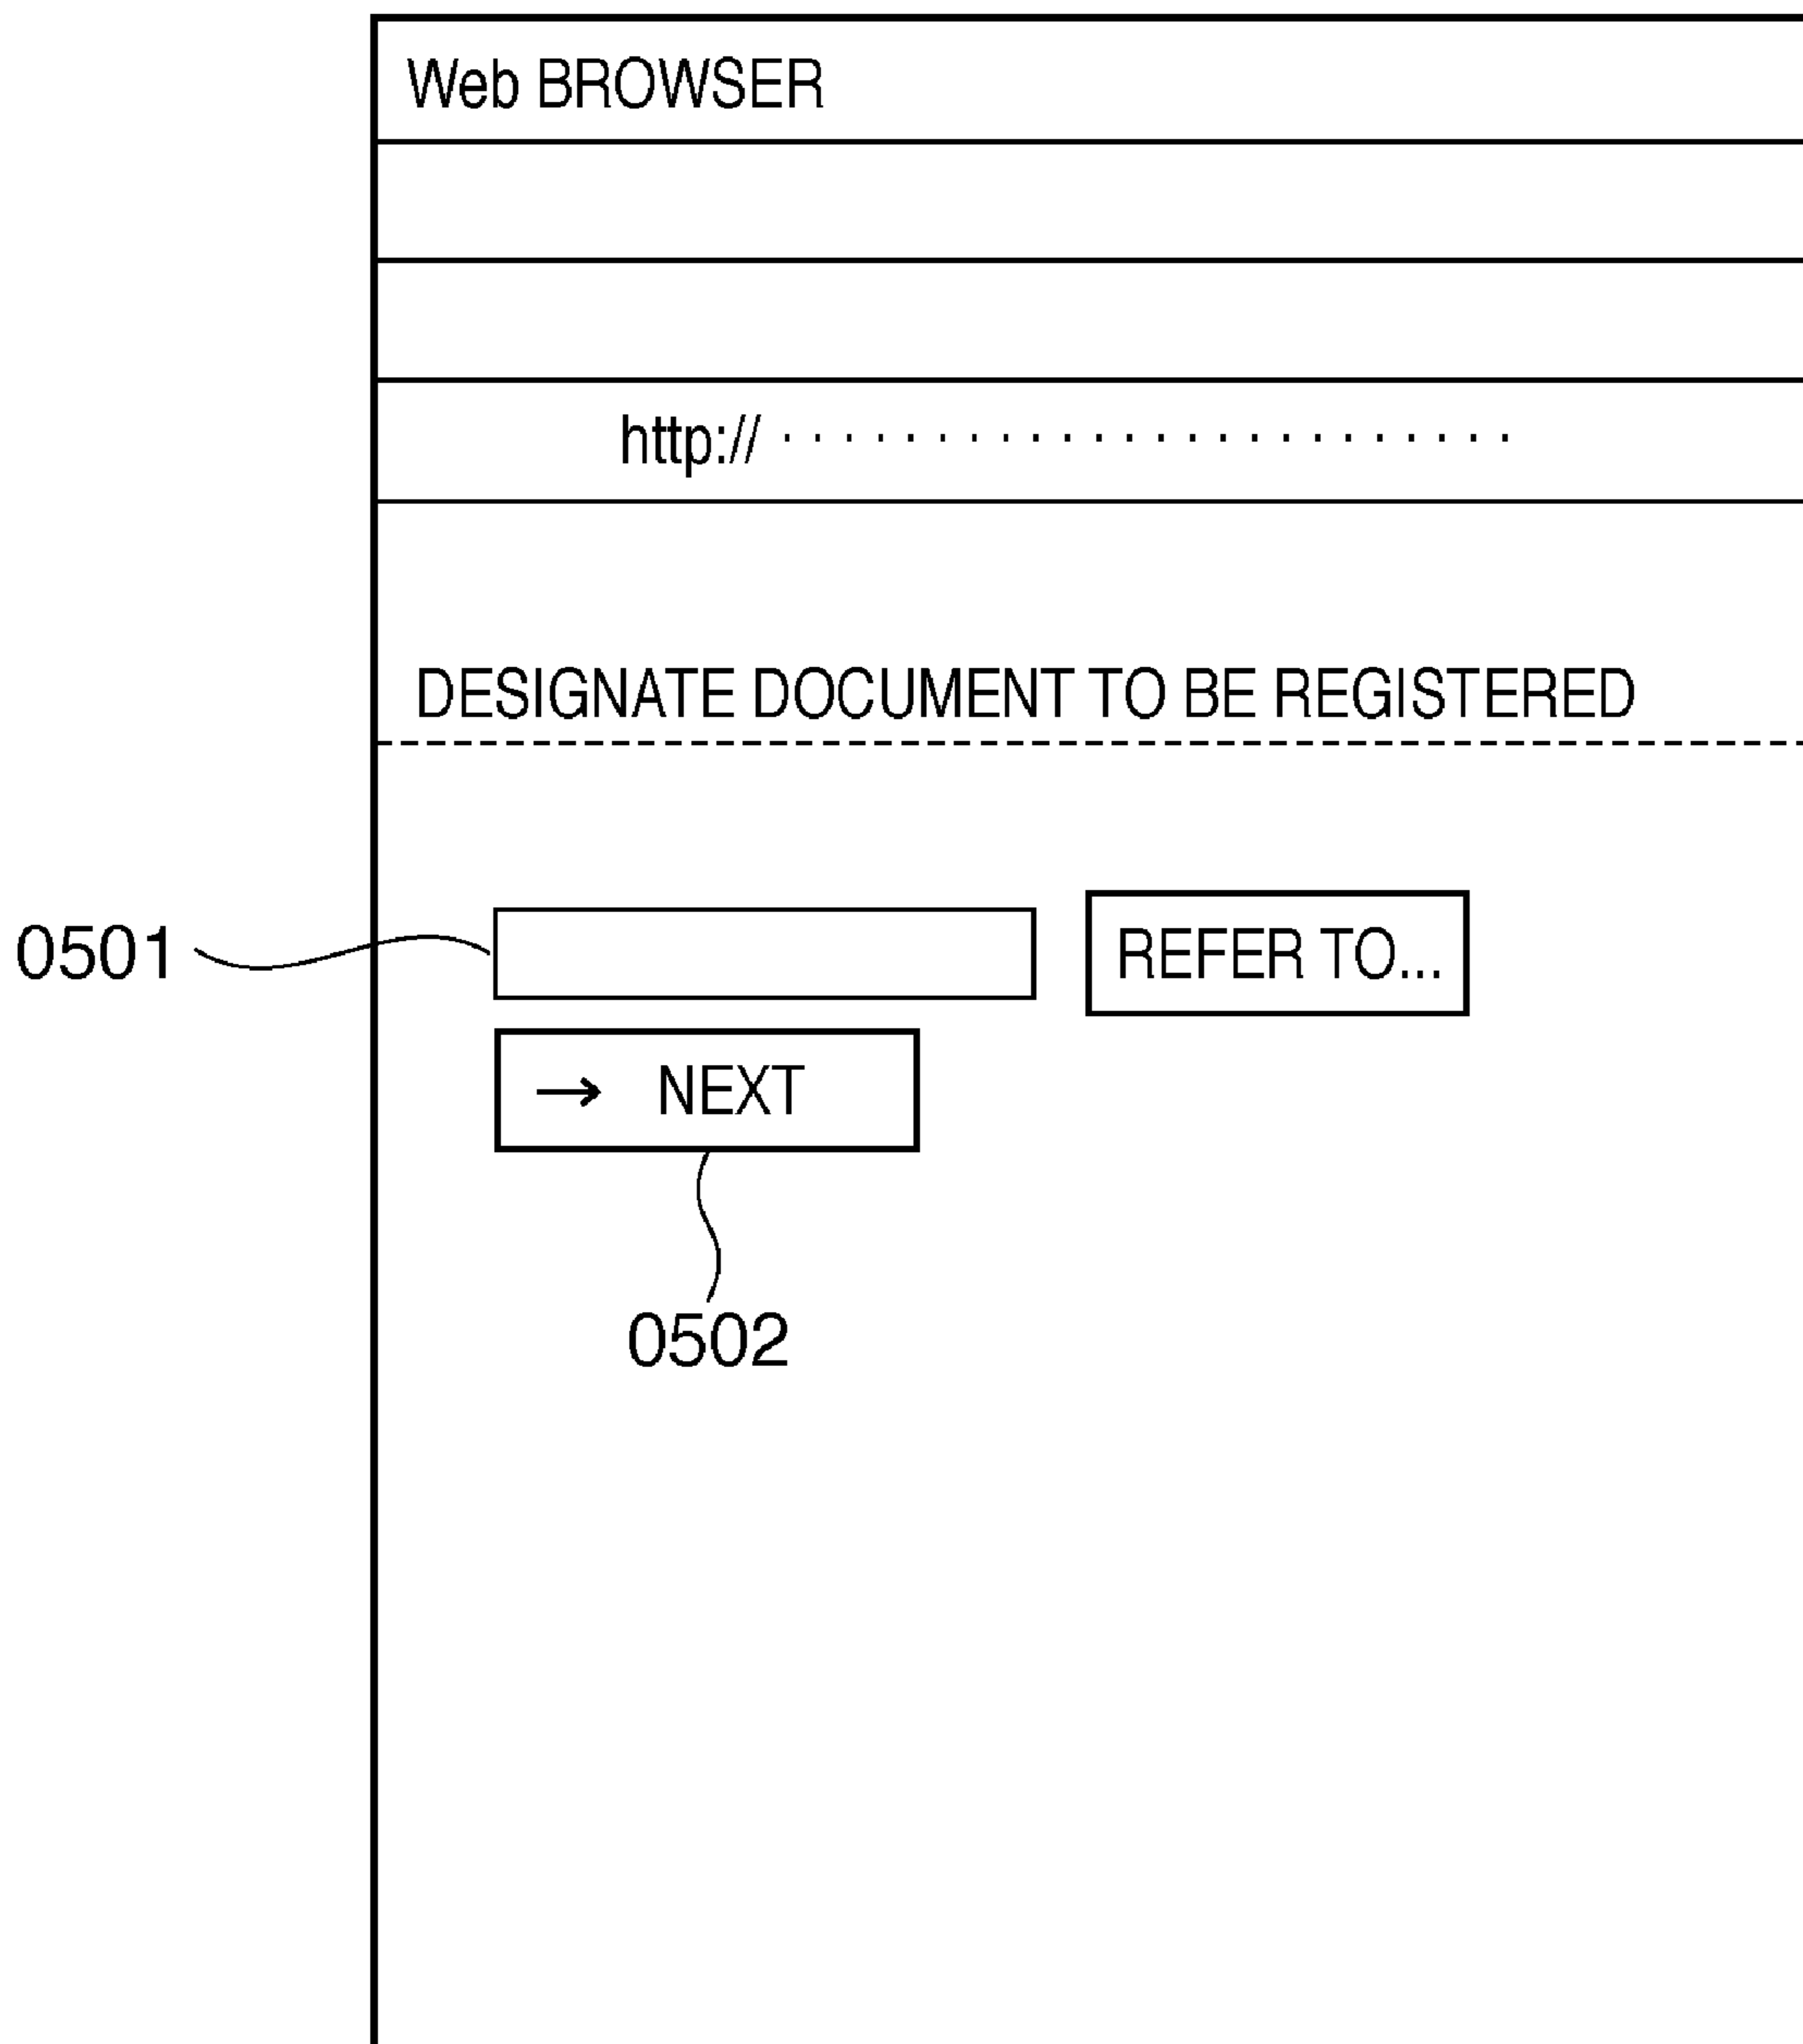 Web BROWSER
http:// ························
DESIGNATE DOCUMENT TO BE REGISTERED
0501
REFER TO...
→ NEXT
0502